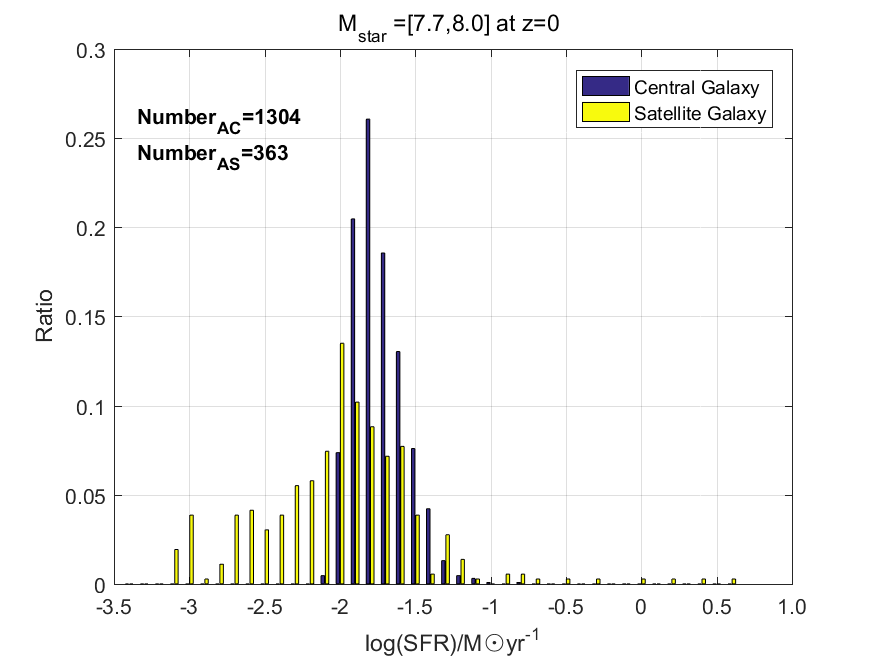 M_star =[7.7,8.0] at z=0
0.3
0.25
0.2
0.15
0.1
0.05
0
Ratio
Number_AC=1304
Number_AS=363
Central Galaxy
Satellite Galaxy
-3.5 -3 -2.5 -2 -1.5 -1 -0.5 0 0.5 1.0
log(SFR)/M☉yr^-1